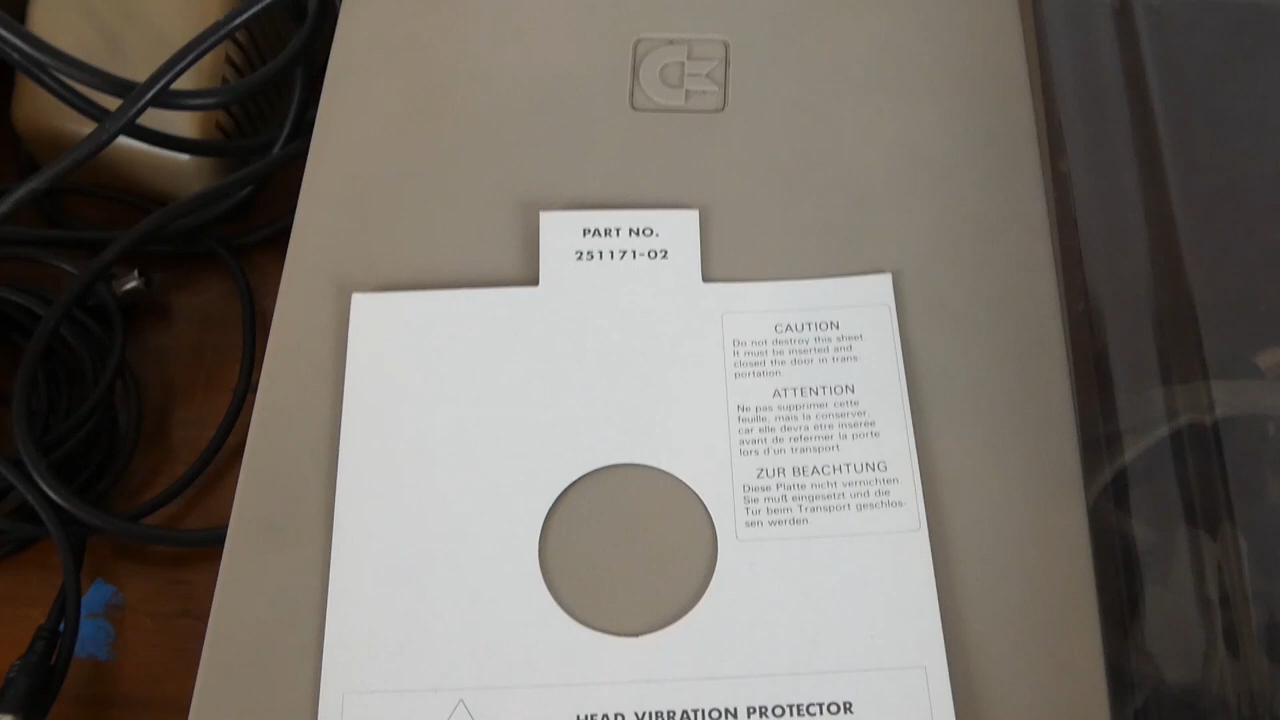 PART NO.
251171-02
CAUTION
Do not destroy this sheet.
It must be inserted and
closed the door in trans-
portation.
ATTENTION
Ne pas supprimer cette
feuille, mais la conserver,
car elle devra être insérée
avant de refermer la porte
lors d'un transport.
ZUR BEACHTUNG
Diese Platte nicht vernichten
Sie muß eingesetzt und die
Tur beim Transport geschlos-
sen werden.
HEAD VIBRATION PROTECTOR